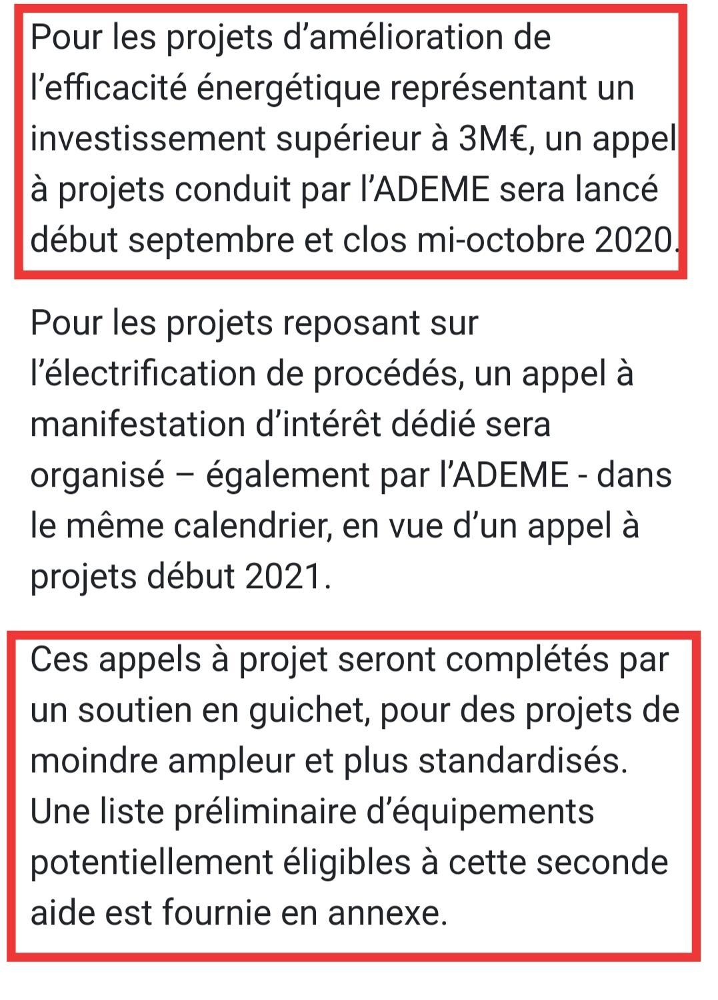 Pour les projets d’amélioration de
l’efficacité énergétique représentant un
investissement supérieur à 3M€, un appel
à projets conduit par l’ADEME sera lancé
début septembre et clos mi-octobre 2020.
Pour les projets reposant sur
l’électrification de procédés, un appel à
manifestation d’intérêt dédié sera
organisé – également par l’ADEME - dans
le même calendrier, en vue d’un appel à
projets début 2021.
Ces appels à projet seront complétés par
un soutien en guichet, pour des projets de
moindre ampleur et plus standardisés.
Une liste préliminaire d’équipements
potentiellement éligibles à cette seconde
aide est fournie en annexe.